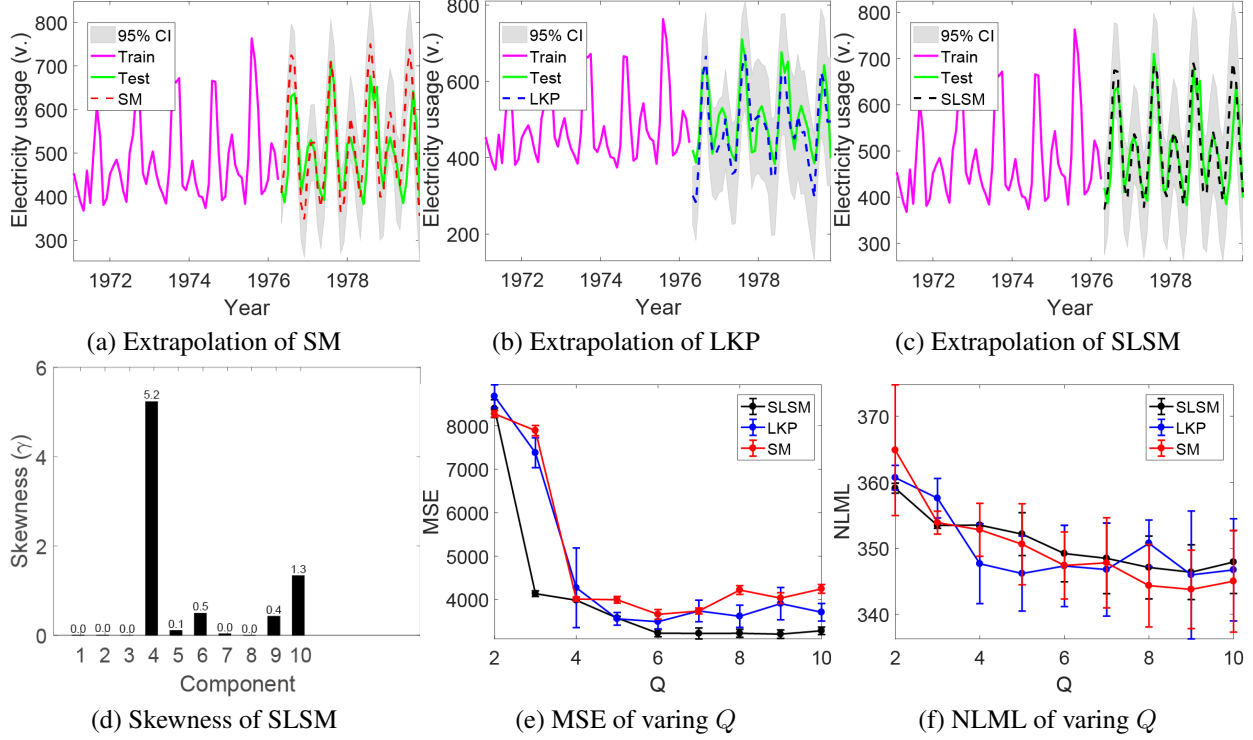 800
700
600
500
400
300
Electricity usage (v.)
95% CI
Train
Test
SM
1972
1974
1976
1978
Year
(a) Extrapolation of SM
800
600
400
200
Electricity usage (v.)
95% CI
Train
Test
LKP
1972
1974
1976
1978
Year
(b) Extrapolation of LKP
800
700
600
500
400
300
Electricity usage (v.)
95% CI
Train
Test
SLSM
1972
1974
1976
1978
Year
(c) Extrapolation of SLSM
6
4
2
0
Skewness (γ)
0.0
0.0
0.0
5.2
0.1
0.5
0.0
0.0
0.4
1.3
1 2 3 4 5 6 7 8 9 10
Component
(d) Skewness of SLSM
8000
7000
6000
5000
4000
MSE
SLSM
LKP
SM
2 4 6 8 10
Q
(e) MSE of varing Q
370
360
350
340
NLML
SLSM
LKP
SM
2 4 6 8 10
Q
(f) NLML of varing Q